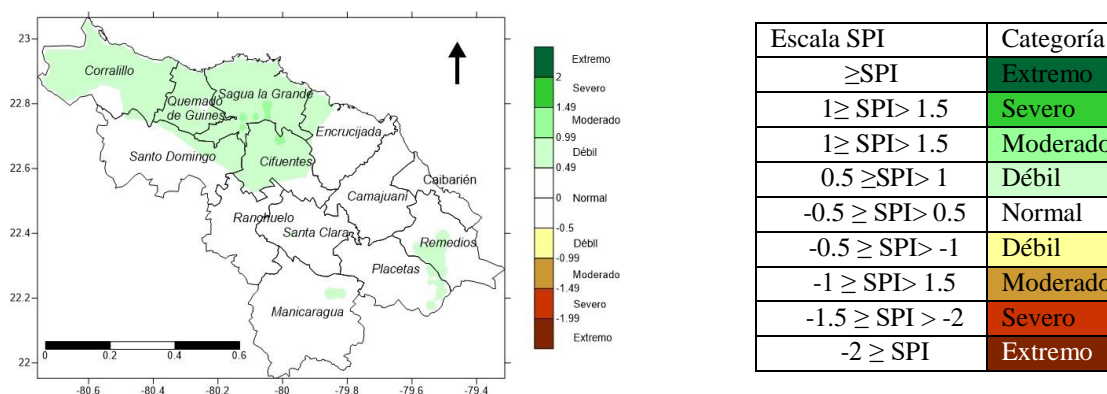 23
22.8
22.6
22.4
22.2
22
Corralillo
Quemado
de Guines
Sagua la Grande
Encrucijada
Santo Domingo
Cifuentes
Caibarién
Camajuaní
Ranchuelo
Santa Clara
Remedios
Placetas
Manicaragua
0 0.2 0.4 0.6
-80.6 -80.4 -80.2 -80 -79.8 -79.6 -79.4
Extremo
2
Severo
1.49
Moderado
0.99
Débil
0.49
0 Normal
-0.5
Débil
-0.99
Moderado
-1.49
Severo
-1.99
Extremo
Escala SPI Categoría
≥SPI Extremo
1≥ SPI> 1.5 Severo
1≥ SPI> 1.5 Moderado
0.5 ≥SPI> 1 Débil
-0.5 ≥ SPI> 0.5 Normal
-0.5 ≥ SPI> -1 Débil
-1 ≥ SPI> 1.5 Moderado
-1.5 ≥ SPI > -2 Severo
-2 ≥ SPI Extremo